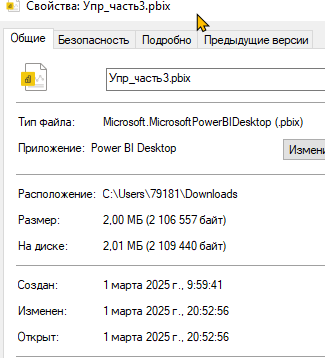 Свойства: Упр_часть3.pbix
Общие Безопасность Подробно Предыдущие версии
Упр_часть3.pbix
Тип файла: Microsoft.MicrosoftPowerBIDesktop (.pbix)
Приложение: Power BI Desktop Измени
Расположение: C:\Users\79181\Downloads
Размер: 2,00 МБ (2 106 557 байт)
На диске: 2,01 МБ (2 109 440 байт)
Создан: 1 марта 2025 г., 9:59:41
Изменен: 1 марта 2025 г., 20:52:56
Открыт: 1 марта 2025 г., 20:52:56